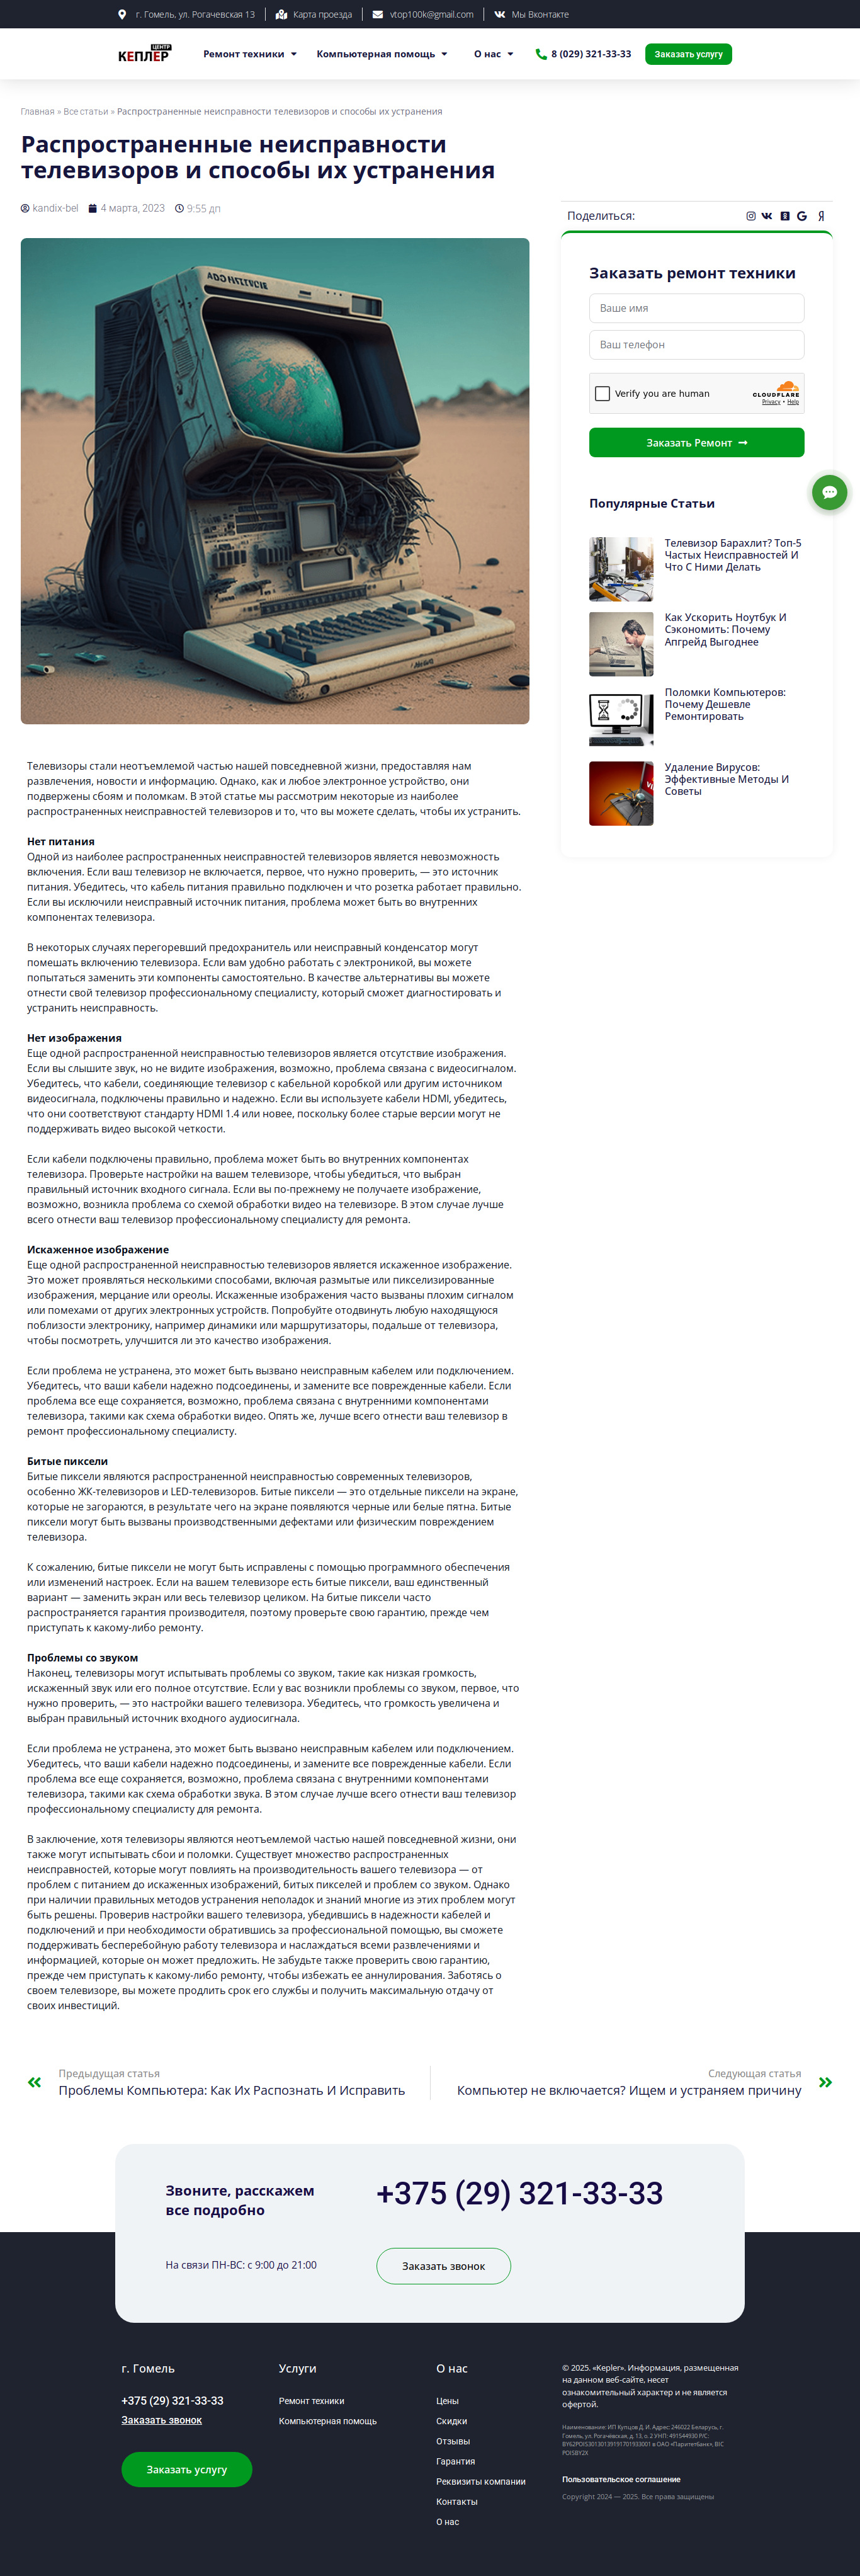 г. Гомель, ул. Рогачевская 13
Карта проезда
vtop100k@gmail.com
Мы Вконтакте
КЕПЛЕР ЦЕНТР
Ремонт техники
Компьютерная помощь
О нас
8 (029) 321-33-33
Заказать услугу
Главная » Все статьи » Распространенные неисправности телевизоров и способы их устранения
Распространенные неисправности
телевизоров и способы их устранения
kandix-bel
4 марта, 2023
9:55 дп
Поделиться:
Заказать ремонт техники
Ваше имя
Ваш телефон
Verify you are human
CLOUDFLARE
Privacy • Help
Заказать Ремонт
Популярные Статьи
Телевизор Барахлит? Топ-5
Частых Неисправностей И
Что С Ними Делать
Как Ускорить Ноутбук И
Сэкономить: Почему
Апгрейд Выгоднее
Поломки Компьютеров:
Почему Дешевле
Ремонтировать
Удаление Вирусов:
Эффективные Методы И
Советы
Телевизоры стали неотъемлемой частью нашей повседневной жизни, предоставляя нам
развлечения, новости и информацию. Однако, как и любое электронное устройство, они
подвержены сбоям и поломкам. В этой статье мы рассмотрим некоторые из наиболее
распространенных неисправностей телевизоров и то, что вы можете сделать, чтобы их устранить.
Нет питания
Одной из наиболее распространенных неисправностей телевизоров является невозможность
включения. Если ваш телевизор не включается, первое, что нужно проверить, — это источник
питания. Убедитесь, что кабель питания правильно подключен и что розетка работает правильно.
Если вы исключили неисправный источник питания, проблема может быть во внутренних
компонентах телевизора.
В некоторых случаях перегоревший предохранитель или неисправный конденсатор могут
помешать включению телевизора. Если вам удобно работать с электроникой, вы можете
попытаться заменить эти компоненты самостоятельно. В качестве альтернативы вы можете
отнести свой телевизор профессиональному специалисту, который сможет диагностировать и
устранить неисправность.
Нет изображения
Еще одной распространенной неисправностью телевизоров является отсутствие изображения.
Если вы слышите звук, но не видите изображения, возможно, проблема связана с видеосигналом.
Убедитесь, что кабели, соединяющие телевизор с кабельной коробкой или другим источником
видеосигнала, подключены правильно и надежно. Если вы используете кабели HDMI, убедитесь,
что они соответствуют стандарту HDMI 1.4 или новее, поскольку более старые версии могут не
поддерживать видео высокой четкости.
Если кабели подключены правильно, проблема может быть во внутренних компонентах
телевизора. Проверьте настройки на вашем телевизоре, чтобы убедиться, что выбран
правильный источник входного сигнала. Если вы по-прежнему не получаете изображение,
возможно, возникла проблема со схемой обработки видео на телевизоре. В этом случае лучше
всего отнести ваш телевизор профессиональному специалисту для ремонта.
Искаженное изображение
Еще одной распространенной неисправностью телевизоров является искаженное изображение.
Это может проявляться несколькими способами, включая размытые или пикселизированные
изображения, мерцание или ореолы. Искаженные изображения часто вызваны плохим сигналом
или помехами от других электронных устройств. Попробуйте отодвинуть любую находящуюся
поблизости электронику, например динамики или маршрутизаторы, подальше от телевизора,
чтобы посмотреть, улучшится ли это качество изображения.
Если проблема не устранена, это может быть вызвано неисправным кабелем или подключением.
Убедитесь, что ваши кабели надежно подсоединены, и замените все поврежденные кабели. Если
проблема все еще сохраняется, возможно, проблема связана с внутренними компонентами
телевизора, такими как схема обработки видео. Опять же, лучше всего отнести ваш телевизор в
ремонт профессиональному специалисту.
Битые пиксели
Битые пиксели являются распространенной неисправностью современных телевизоров,
особенно ЖК-телевизоров и LED-телевизоров. Битые пиксели — это отдельные пиксели на экране,
которые не загораются, в результате чего на экране появляются черные или белые пятна. Битые
пиксели могут быть вызваны производственными дефектами или физическим повреждением
телевизора.
К сожалению, битые пиксели не могут быть исправлены с помощью программного обеспечения
или изменений настроек. Если на вашем телевизоре есть битые пиксели, ваш единственный
вариант — заменить экран или весь телевизор целиком. На битые пиксели часто
распространяется гарантия производителя, поэтому проверьте свою гарантию, прежде чем
приступать к какому-либо ремонту.
Проблемы со звуком
Наконец, телевизоры могут испытывать проблемы со звуком, такие как низкая громкость,
искаженный звук или его полное отсутствие. Если у вас возникли проблемы со звуком, первое, что
нужно проверить, — это настройки вашего телевизора. Убедитесь, что громкость увеличена и
выбран правильный источник входного аудиосигнала.
Если проблема не устранена, это может быть вызвано неисправным кабелем или подключением.
Убедитесь, что ваши кабели надежно подсоединены, и замените все поврежденные кабели. Если
проблема все еще сохраняется, возможно, проблема связана с внутренними компонентами
телевизора, такими как схема обработки звука. В этом случае лучше всего отнести ваш телевизор
профессиональному специалисту для ремонта.
В заключение, хотя телевизоры являются неотъемлемой частью нашей повседневной жизни, они
также могут испытывать сбои и поломки. Существует множество распространенных
неисправностей, которые могут повлиять на производительность вашего телевизора — от
проблем с питанием до искаженных изображений, битых пикселей и проблем со звуком. Однако
при наличии правильных методов устранения неполадок и знаний многие из этих проблем могут
быть решены. Проверив настройки вашего телевизора, убедившись в надежности кабелей и
подключений и при необходимости обратившись за профессиональной помощью, вы сможете
поддерживать бесперебойную работу телевизора и наслаждаться всеми развлечениями и
информацией, которые он может предложить. Не забудьте также проверить свою гарантию,
прежде чем приступать к какому-либо ремонту, чтобы избежать ее аннулирования. Заботясь о
своем телевизоре, вы можете продлить срок его службы и получить максимальную отдачу от
своих инвестиций.
Предыдущая статья
Проблемы Компьютера: Как Их Распознать И Исправить
Следующая статья
Компьютер не включается? Ищем и устраняем причину
Звоните, расскажем
все подробно
+375 (29) 321-33-33
На связи ПН-ВС: с 9:00 до 21:00
Заказать звонок
г. Гомель
+375 (29) 321-33-33
Заказать звонок
Заказать услугу
Услуги
Ремонт техники
Компьютерная помощь
О нас
Цены
Скидки
Отзывы
Гарантия
Реквизиты компании
Контакты
О нас
© 2025. «Kepler». Информация, размещенная
на данном веб-сайте, несет
ознакомительный характер и не является
офертой.
Наименование: ИП Купцов Д. И. Адрес: 246022 Беларусь, г.
Гомель, ул. Рогачёвская, д. 13, о. 2 УНП: 491544930 Р/С:
BY62POIS30130139191701933001 в ОАО «Паритетбанк», BIC
POISBY2X
Пользовательское соглашение
Copyright 2024 — 2025. Все права защищены